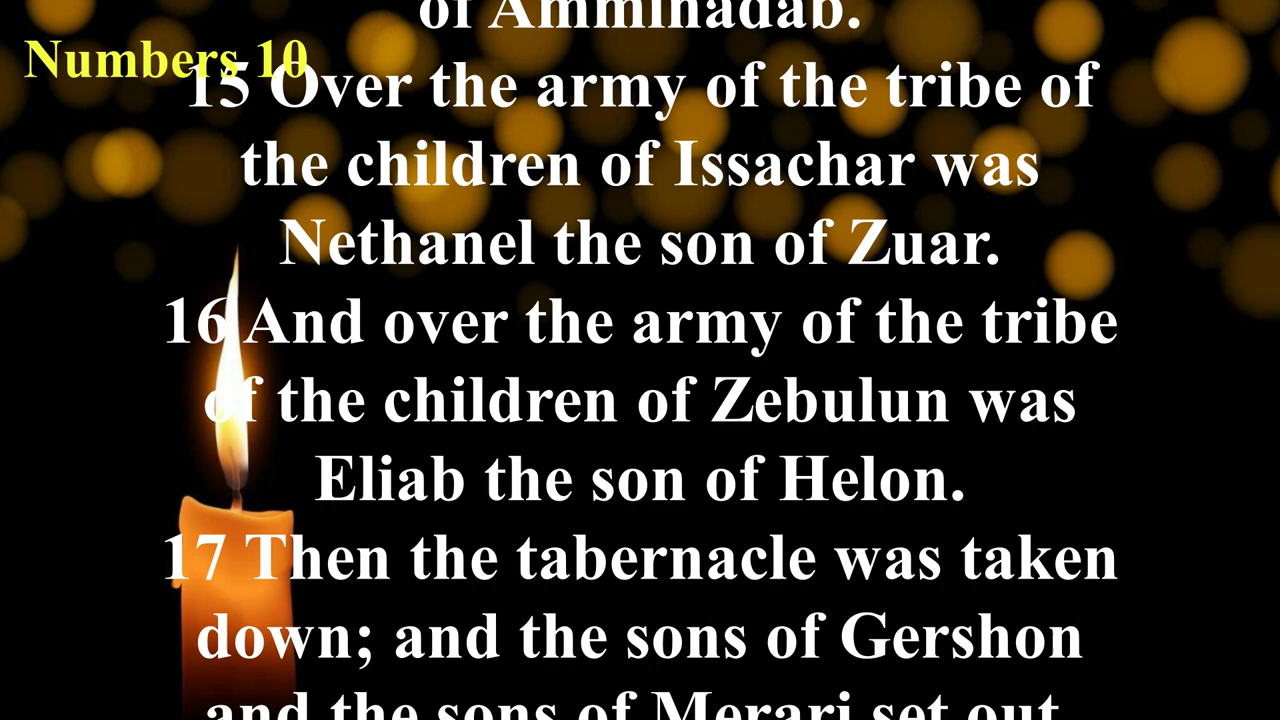 of Amminadab.
Numbers 10
15 Over the army of the tribe of
the children of Issachar was
Nethanel the son of Zuar.
16 And over the army of the tribe
of the children of Zebulun was
Eliab the son of Helon.
17 Then the tabernacle was taken
down; and the sons of Gershon
and the sons of Merari set out,